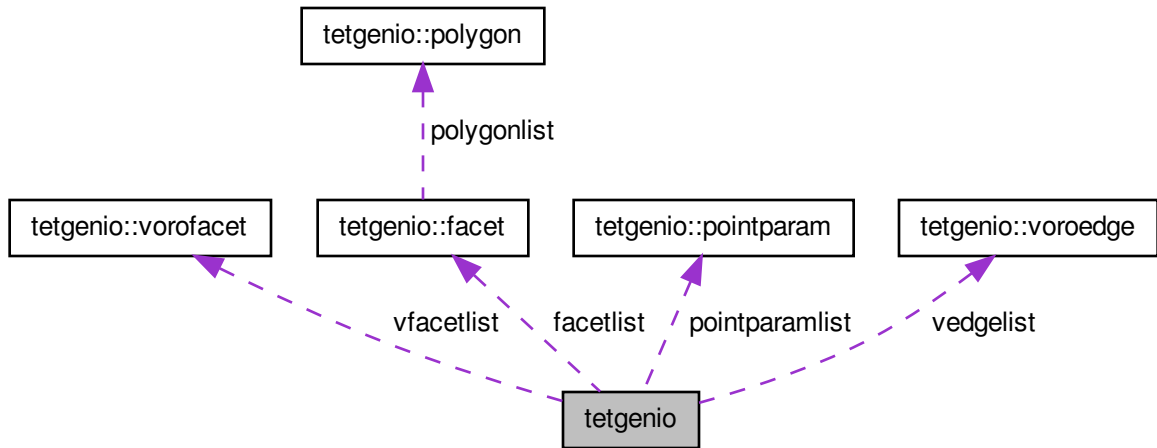 tetgenio::polygon
polygonlist
tetgenio::vorofacet
tetgenio::facet
tetgenio::pointparam
tetgenio::voroedge
vfacetlist
facetlist
pointparamlist
vedgelist
tetgenio